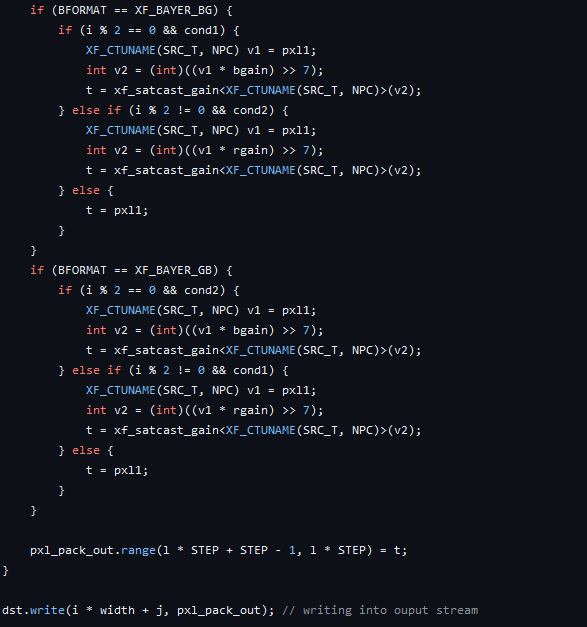 if (BFORMAT == XF_BAYER_BG) {
if (i % 2 == 0 && cond1) {
XF_CTUNAME(SRC_T, NPC) v1 = pxl1;
int v2 = (int)((v1 * bgain) >> 7);
t = xf_satcast_gain<XF_CTUNAME(SRC_T, NPC)>(v2);
} else if (i % 2 != 0 && cond2) {
XF_CTUNAME(SRC_T, NPC) v1 = pxl1;
int v2 = (int)((v1 * rgain) >> 7);
t = xf_satcast_gain<XF_CTUNAME(SRC_T, NPC)>(v2);
} else {
t = pxl1;
}
}
if (BFORMAT == XF_BAYER_GB) {
if (i % 2 == 0 && cond2) {
XF_CTUNAME(SRC_T, NPC) v1 = pxl1;
int v2 = (int)((v1 * bgain) >> 7);
t = xf_satcast_gain<XF_CTUNAME(SRC_T, NPC)>(v2);
} else if (i % 2 != 0 && cond1) {
XF_CTUNAME(SRC_T, NPC) v1 = pxl1;
int v2 = (int)((v1 * rgain) >> 7);
t = xf_satcast_gain<XF_CTUNAME(SRC_T, NPC)>(v2);
} else {
t = pxl1;
}
}
pxl_pack_out.range(l * STEP + STEP - 1, l * STEP) = t;
}
dst.write(i * width + j, pxl_pack_out); // writing into ouput stream